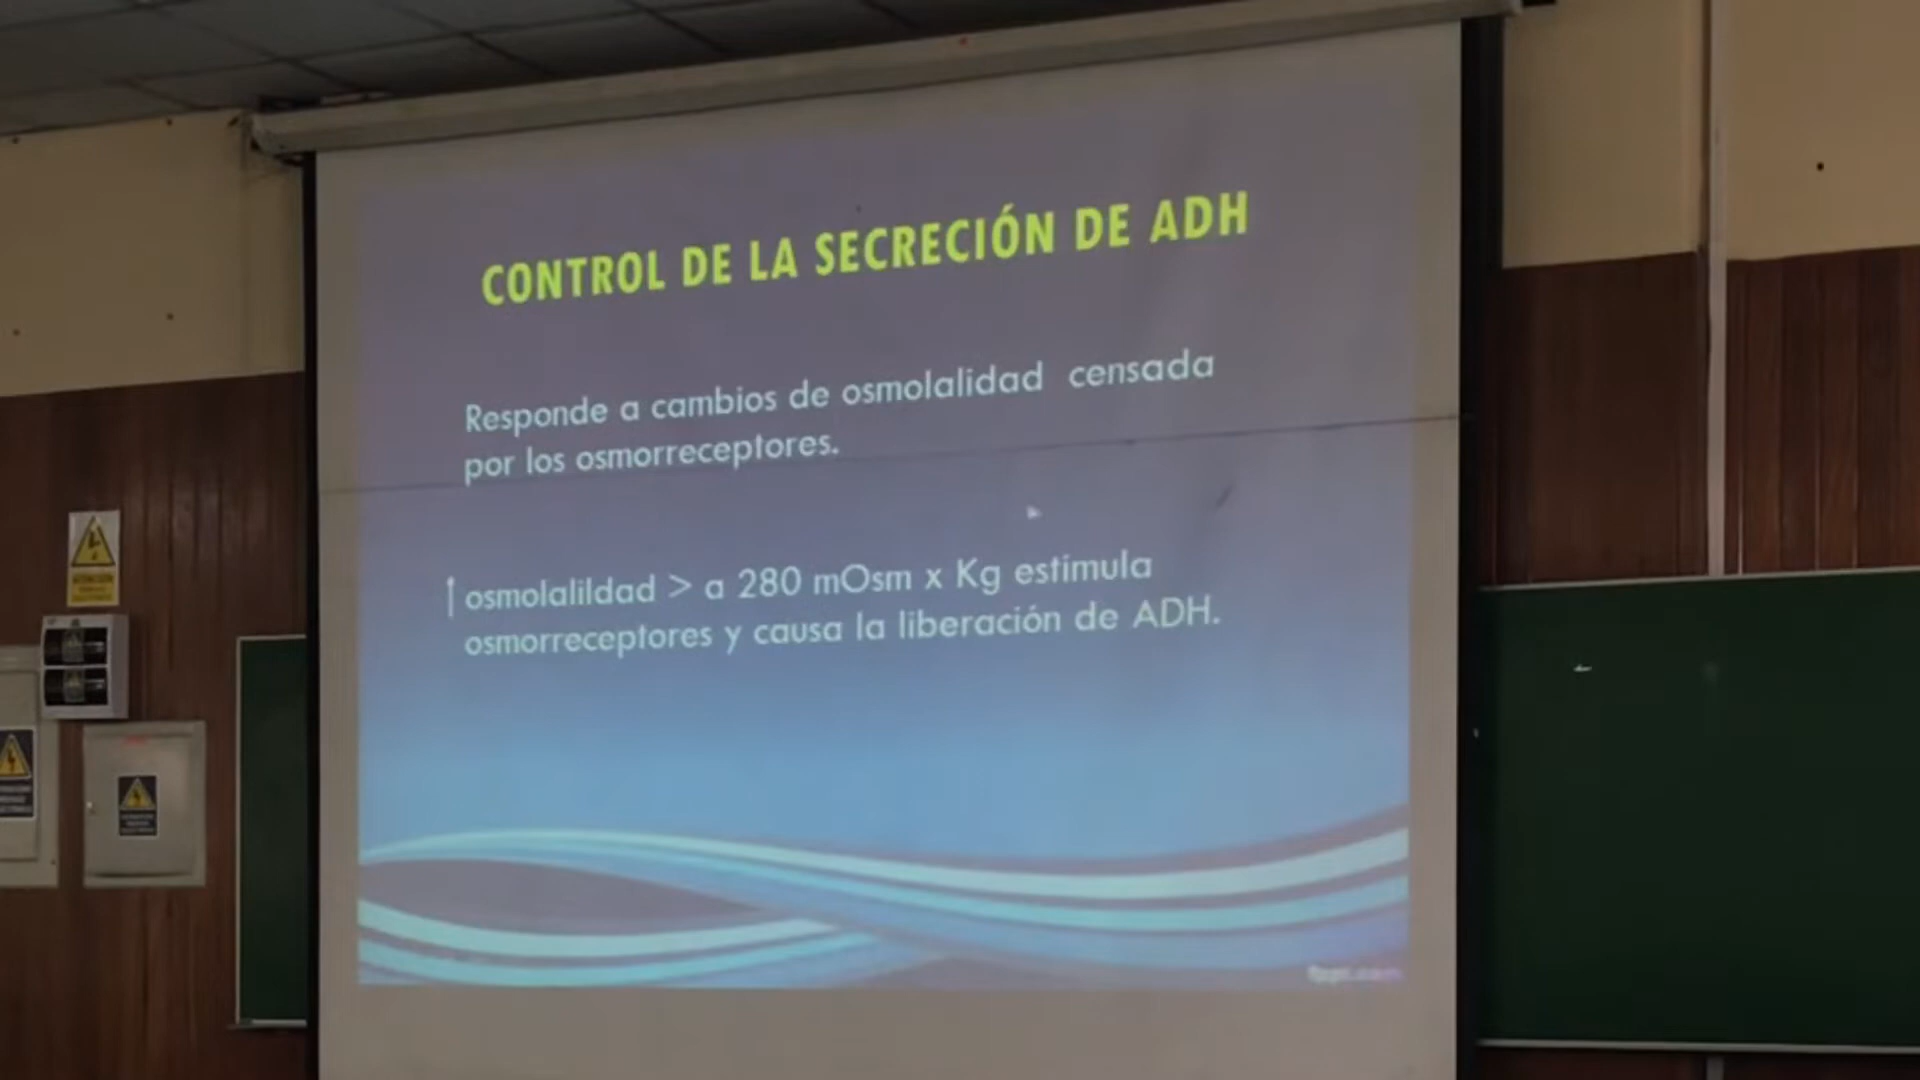 CONTROL DE LA SECRECIÓN DE ADH
Responde a cambios de osmolalidad censada
por los osmorreceptores.
↑ osmolalildad > a 280 mOsm x Kg estimula
osmorreceptores y causa la liberación de ADH.